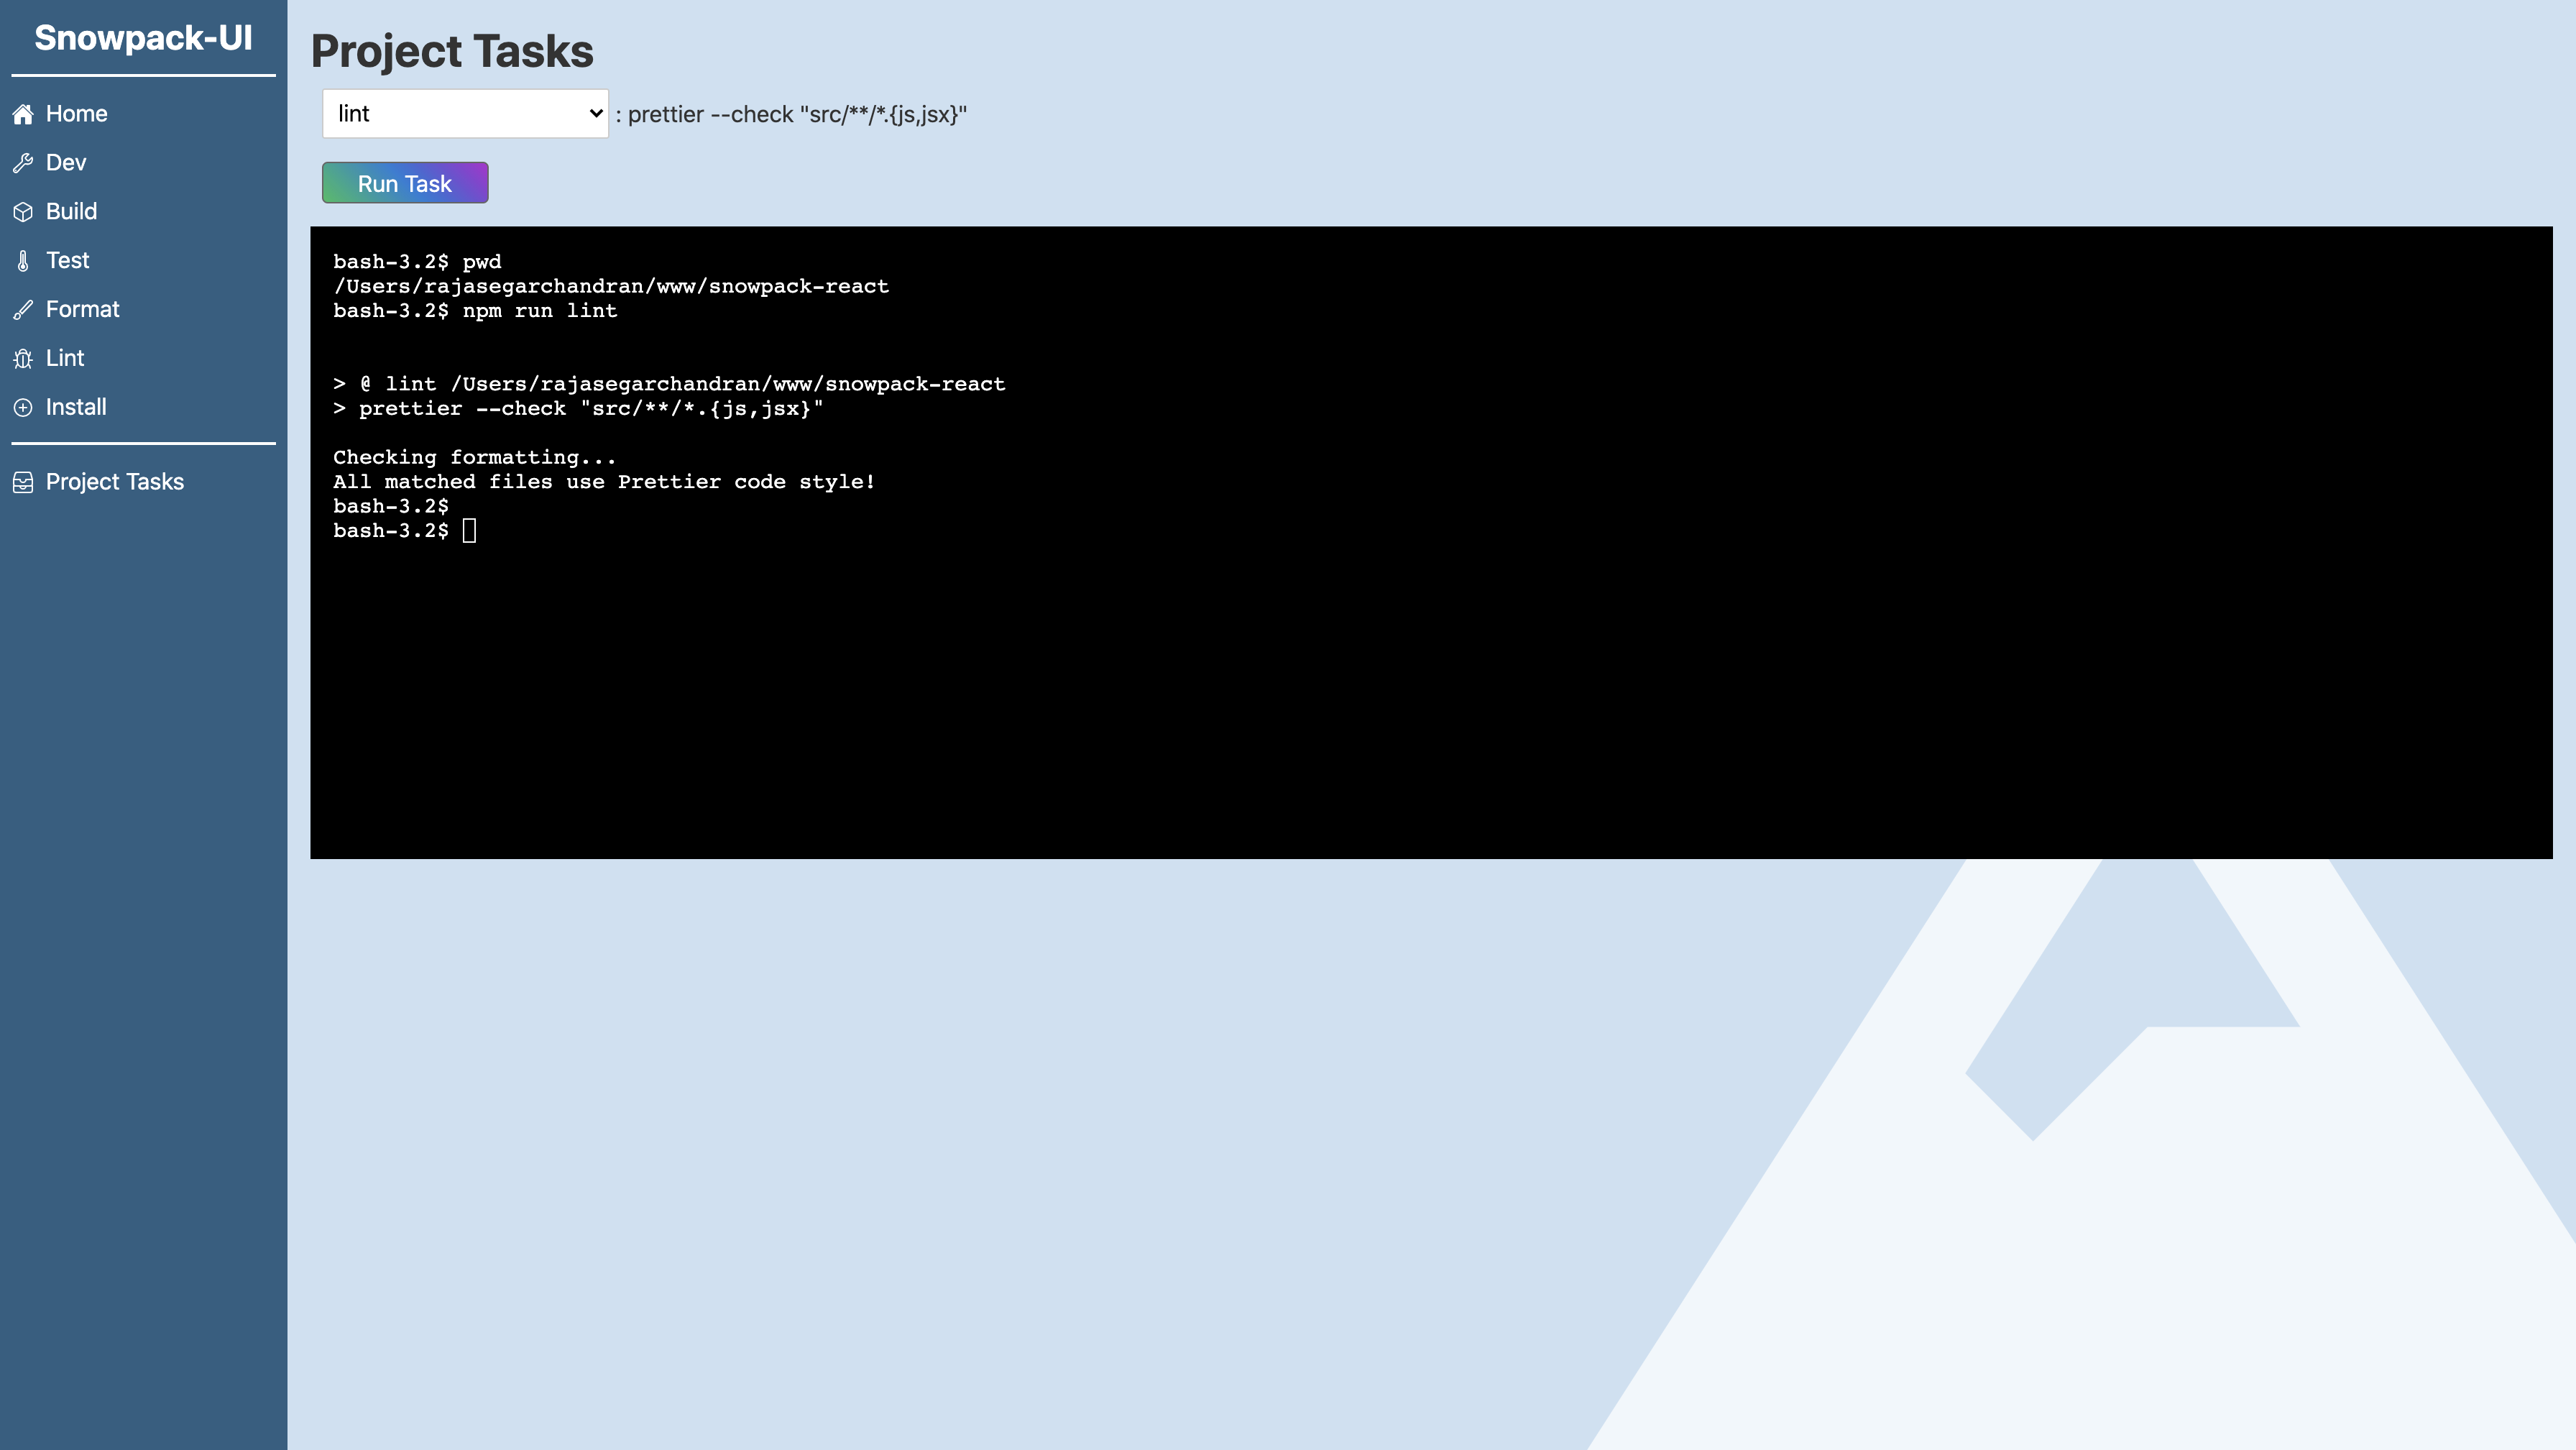 Snowpack-UI
Home
Dev
Build
Test
Format
Lint
Install
Project Tasks
Project Tasks
lint : prettier --check "src/**/*.{js,jsx}"
Run Task
bash-3.2$ pwd
/Users/rajasegarchandran/www/snowpack-react
bash-3.2$ npm run lint
> @ lint /Users/rajasegarchandran/www/snowpack-react
> prettier --check "src/**/*.{js,jsx}"
Checking formatting...
All matched files use Prettier code style!
bash-3.2$
bash-3.2$